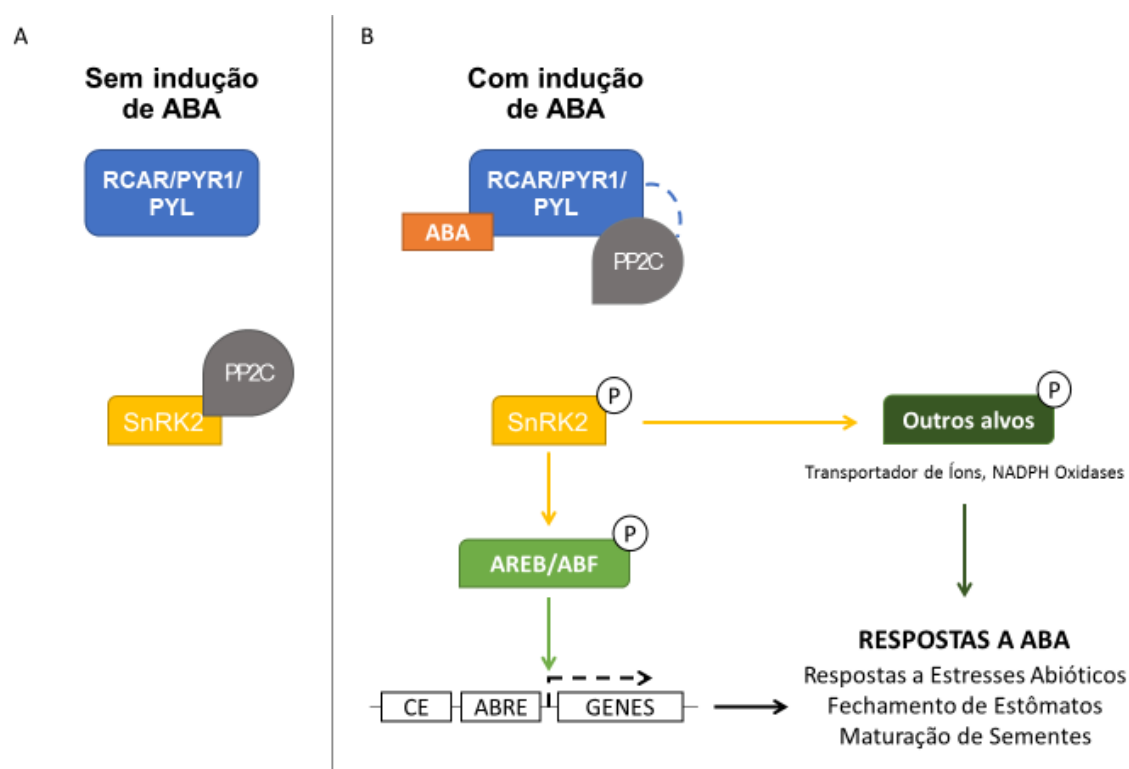 A
Sem indução
de ABA
RCAR/PYR1/
PYL
PP2C
SnRK2
B
Com indução
de ABA
RCAR/PYR1/
PYL
ABA
PP2C
SnRK2
P
Outros alvos
P
Transportador de Íons, NADPH Oxidases
AREB/ABF
P
CE
ABRE
GENES
RESPOSTAS A ABA
Respostas a Estresses Abióticos
Fechamento de Estômatos
Maturação de Sementes